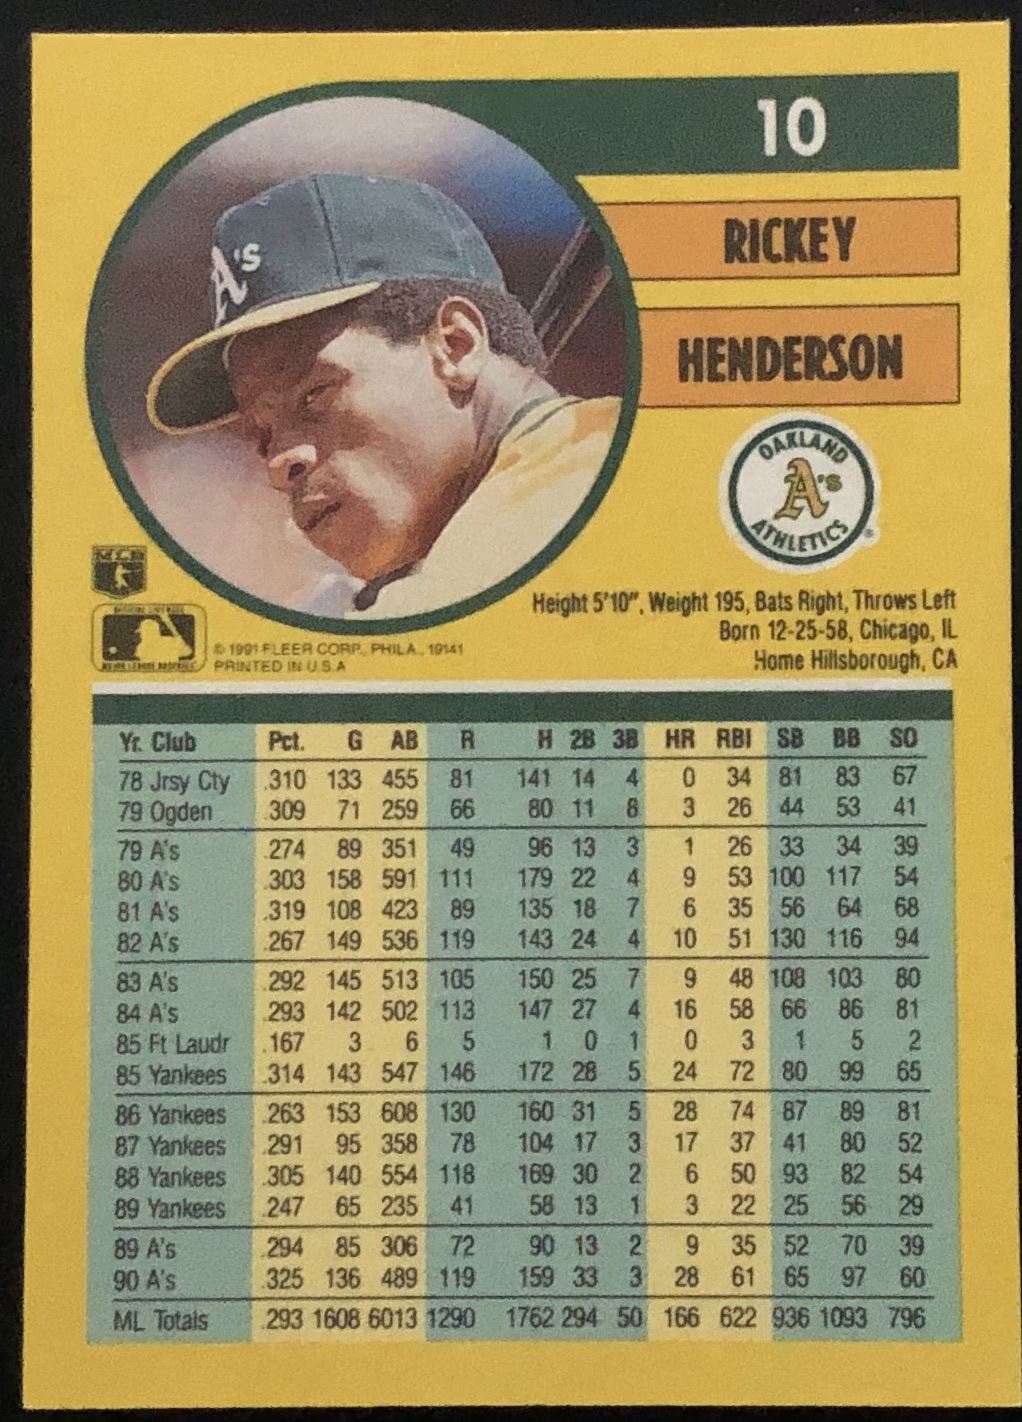 10
RICKEY
HENDERSON
A's
OAKLAND
A's
ATHLETICS
MLB
© 1991 FLEER CORP., PHILA., 19141
PRINTED IN U.S.A
Height 5'10", Weight 195, Bats Right, Throws Left
Born 12-25-58, Chicago, IL
Home Hillsborough, CA
Yr. Club Pct. G AB R H 2B 3B HR RBI SB BB SO
78 Jrsy Cty .310 133 455 81 141 14 4 0 34 81 83 67
79 Ogden .309 71 259 66 80 11 8 3 26 44 53 41
79 A's .274 89 351 49 96 13 3 1 26 33 34 39
80 A's .303 158 591 111 179 22 4 9 53 100 117 54
81 A's .319 108 423 89 135 18 7 6 35 56 64 68
82 A's .267 149 536 119 143 24 4 10 51 130 116 94
83 A's .292 145 513 105 150 25 7 9 48 108 103 80
84 A's .293 142 502 113 147 27 4 16 58 66 86 81
85 Ft Laudr .167 3 6 5 1 0 1 0 3 1 5 2
85 Yankees .314 143 547 146 172 28 5 24 72 80 99 65
86 Yankees .263 153 608 130 160 31 5 28 74 87 89 81
87 Yankees .291 95 358 78 104 17 3 17 37 41 80 52
88 Yankees .305 140 554 118 169 30 2 6 50 93 82 54
89 Yankees .247 65 235 41 58 13 1 3 22 25 56 29
89 A's .294 85 306 72 90 13 2 9 35 52 70 39
90 A's .325 136 489 119 159 33 3 28 61 65 97 60
ML Totals .293 1608 6013 1290 1762 294 50 166 622 936 1093 796